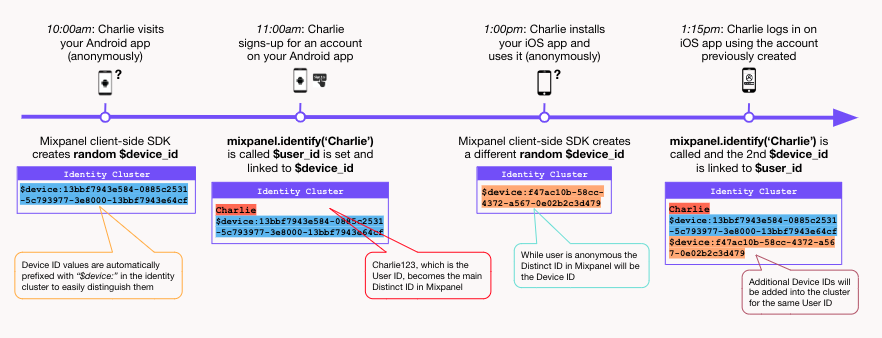 10:00am: Charlie visits
your Android app
(anonymously)
?
11:00am: Charlie
signs-up for an account
on your Android app
1:00pm: Charlie installs
your iOS app and
uses it (anonymously)
?
1:15pm: Charlie logs in on
iOS app using the account
previously created
Mixpanel client-side SDK
creates random $device_id
Identity Cluster
$device:13bbf7943e584-0885c2531
-5c793977-3e8000-13bbf7943e64cf
Device ID values are automatically
prefixed with "$device:" in the identity
cluster to easily distinguish them
mixpanel.identify('Charlie')
is called $user_id is set and
linked to $device_id
Identity Cluster
Charlie
$device:13bbf7943e584-0885c2531
-5c793977-3e8000-13bbf7943e64cf
Charlie123, which is the
User ID, becomes the main
Distinct ID in Mixpanel
Mixpanel client-side SDK creates
a different random $device_id
Identity Cluster
$device:f47ac10b-58cc-
4372-a567-0e02b2c3d479
While user is anonymous the
Distinct ID in Mixpanel will be
the Device ID
mixpanel.identify('Charlie') is
called and the 2nd $device_id
is linked to $user_id
Identity Cluster
Charlie
$device:13bbf7943e584-0885c2531
-5c793977-3e8000-13bbf7943e64cf
$device:f47ac10b-58cc-4372-a56
7-0e02b2c3d479
Additional Device IDs will
be added into the cluster
for the same User ID